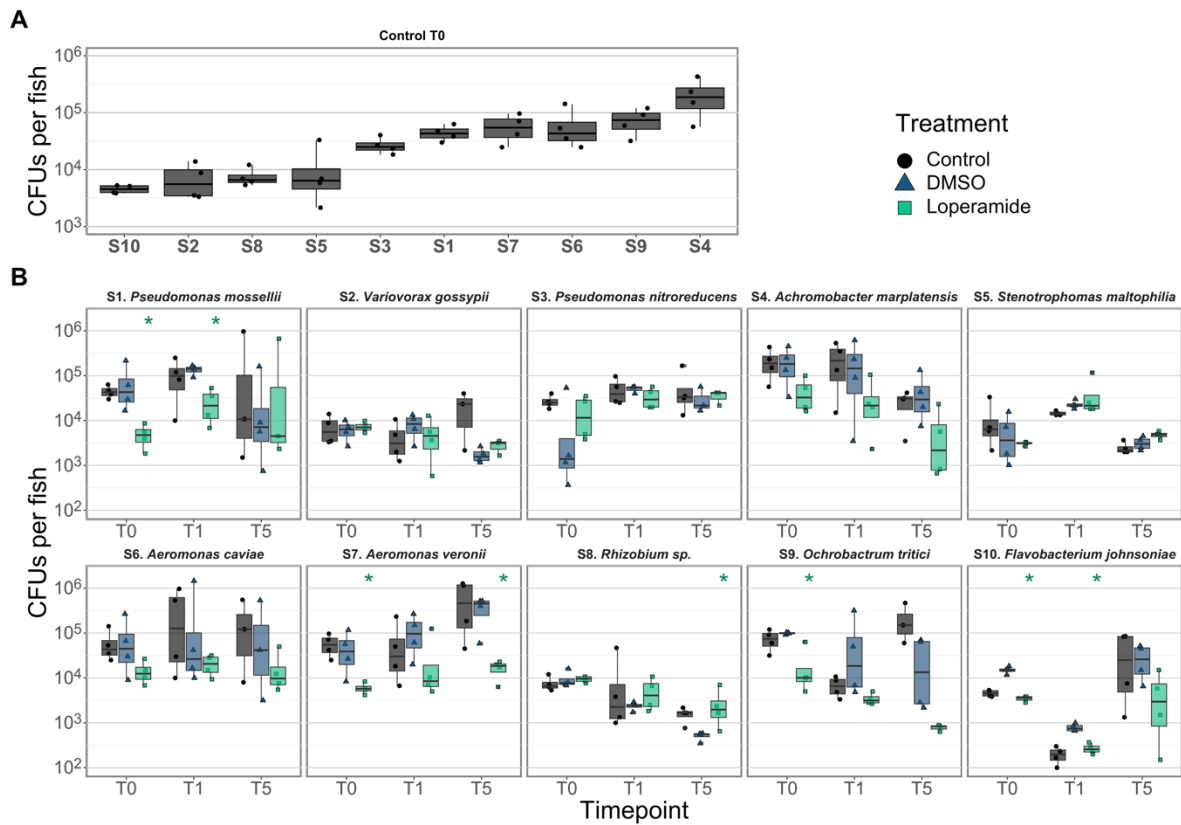 A
Control T0
CFUs per fish
10⁶
10⁵
10⁴
10³
S10 S2 S8 S5 S3 S1 S7 S6 S9 S4
Treatment
Control
DMSO
Loperamide
B
S1. Pseudomonas mossellii S2. Variovorax gossypii S3. Pseudomonas nitroreducens S4. Achromobacter marplatensis S5. Stenotrophomas maltophilia
* *
10⁶
10⁵
10⁴
10³
10²
T0 T1 T5 T0 T1 T5 T0 T1 T5 T0 T1 T5 T0 T1 T5
CFUs per fish
S6. Aeromonas caviae S7. Aeromonas veronii S8. Rhizobium sp. S9. Ochrobactrum tritici S10. Flavobacterium johnsoniae
* * * * * *
10⁶
10⁵
10⁴
10³
10²
T0 T1 T5 T0 T1 T5 T0 T1 T5 T0 T1 T5 T0 T1 T5
Timepoint